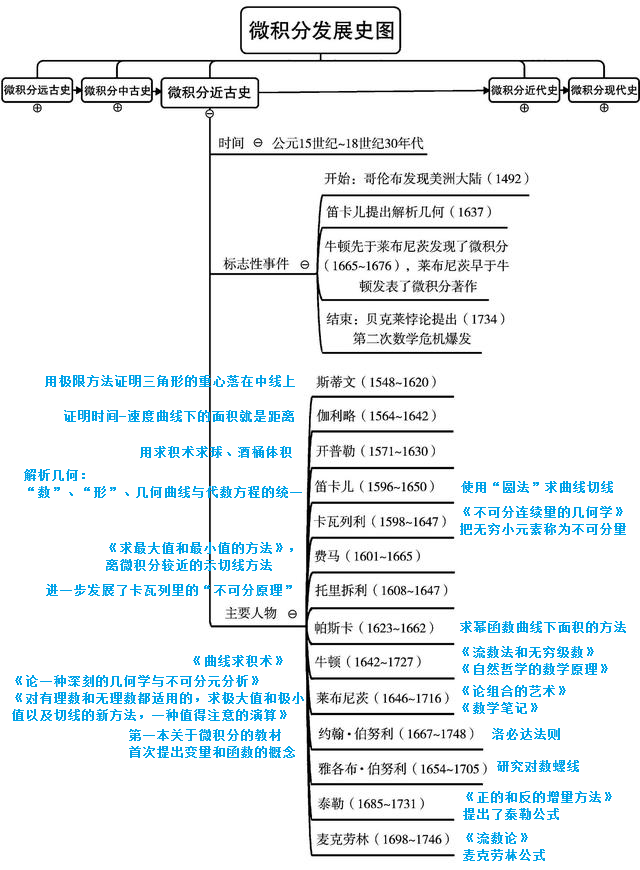 微积分发展史图
微积分远古史
微积分中古史
微积分近古史
微积分近代史
微积分现代史
时间
公元15世纪~18世纪30年代
标志性事件
开始：哥伦布发现美洲大陆（1492）
笛卡儿提出解析几何（1637）
牛顿先于莱布尼茨发现了微积分
（1665~1676），莱布尼茨早于牛
顿发表了微积分著作
结束：贝克莱悖论提出（1734）
第二次数学危机爆发
主要人物
用极限方法证明三角形的重心落在中线上
斯蒂文（1548~1620）
证明时间-速度曲线下的面积就是距离
伽利略（1564~1642）
用求积术求球、酒桶体积
开普勒（1571~1630）
解析几何：
“数”、“形”、几何曲线与代数方程的统一
笛卡儿（1596~1650）
使用“圆法”求曲线切线
卡瓦列利（1598~1647）
《不可分连续量的几何学》
把无穷小元素称为不可分量
《求最大值和最小值的方法》，
离微积分较近的求切线方法
费马（1601~1665）
进一步发展了卡瓦列里的“不可分原理”
托里拆利（1608~1647）
帕斯卡（1623~1662）
求幂函数曲线下面积的方法
《曲线求积术》
牛顿（1642~1727）
《流数法和无穷级数》
《自然哲学的数学原理》
《论一种深刻的几何学与不可分元分析》
《对有理数和无理数都适用的，求极大值和极小
值以及切线的新方法，一种值得注意的演算》
莱布尼茨（1646~1716）
《论组合的艺术》
《数学笔记》
第一本关于微积分的教材
首次提出变量和函数的概念
约翰·伯努利（1667~1748）
洛必达法则
雅各布·伯努利（1654~1705）
研究对数螺线
泰勒（1685~1731）
《正的和反的增量方法》
提出了泰勒公式
麦克劳林（1698~1746）
《流数论》
麦克劳林公式